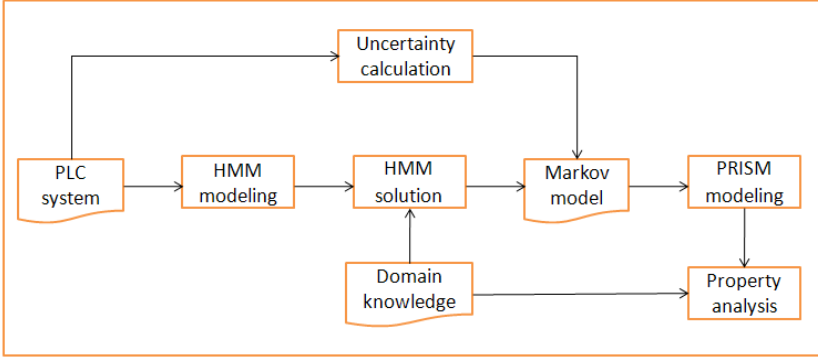 Uncertainty
calculation
PLC
system
HMM
modeling
HMM
solution
Markov
model
PRISM
modeling
Domain
knowledge
Property
analysis